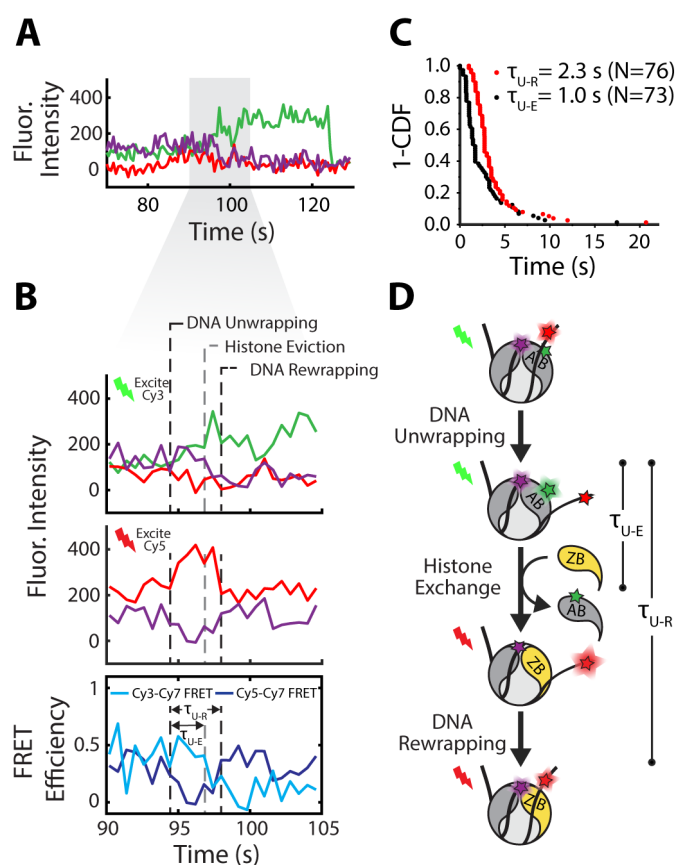 A
Fluor.
Intensity
400
200
0
80
100
120
Time (s)
C
τU-R= 2.3 s (N=76)
τU-E= 1.0 s (N=73)
1-CDF
1.0
0.8
0.6
0.4
0.2
0.0
0
5
10
15
20
Time (s)
B
DNA Unwrapping
Histone Eviction
DNA Rewrapping
Excite
Cy3
400
200
0
Fluor. Intensity
Excite
Cy5
400
200
0
FRET
Efficiency
1
0.5
0
Cy3-Cy7 FRET
Cy5-Cy7 FRET
τU-R
τU-E
90
95
100
105
Time (s)
D
AB
DNA
Unwrapping
AB
Histone
Exchange
ZB
AB
τU-E
τU-R
ZB
DNA
Rewrapping
ZB